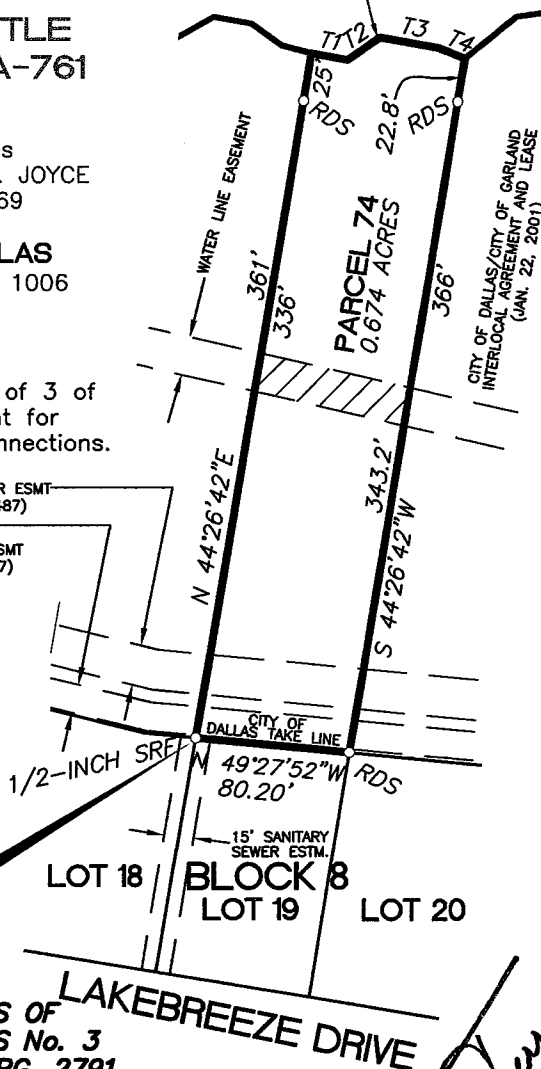 TTLE
A-761
T1 T2 T3 T4
25'
RDS
22.8'
RDS
s
JOYCE
69
LAS
1006
WATER LINE EASEMENT
361'
336'
PARCEL 74
0.674 ACRES
366'
CITY OF DALLAS/CITY OF GARLAND
INTERLOCAL AGREEMENT AND LEASE
(JAN. 22, 2001)
of 3 of
t for
nnections.
R ESMT
487)
SMT
7)
N 44°26'42"E
343.2'
S 44°26'42"W
CITY OF
DALLAS TAKE LINE
1/2-INCH SRF
N 49°27'52"W
80.20'
RDS
15' SANITARY
SEWER ESTM.
LOT 18
BLOCK 8
LOT 19
LOT 20
LAKEBREEZE DRIVE
S OF
S No. 3
PG. 2791